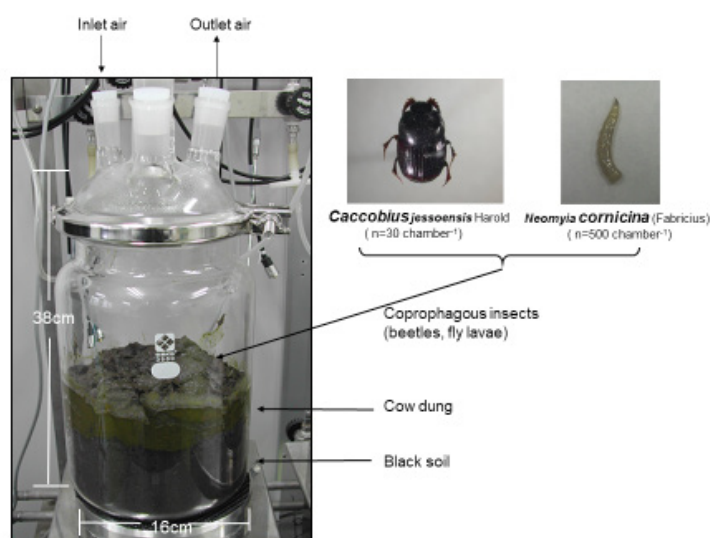 Inlet air
Outlet air
Caccobius jessoensis Harold
( n=30 chamber-1)
Neomyia cornicina (Fabricius)
( n=500 chamber-1)
38cm
Coprophagous insects
(beetles, fly lavae)
Cow dung
Black soil
16cm